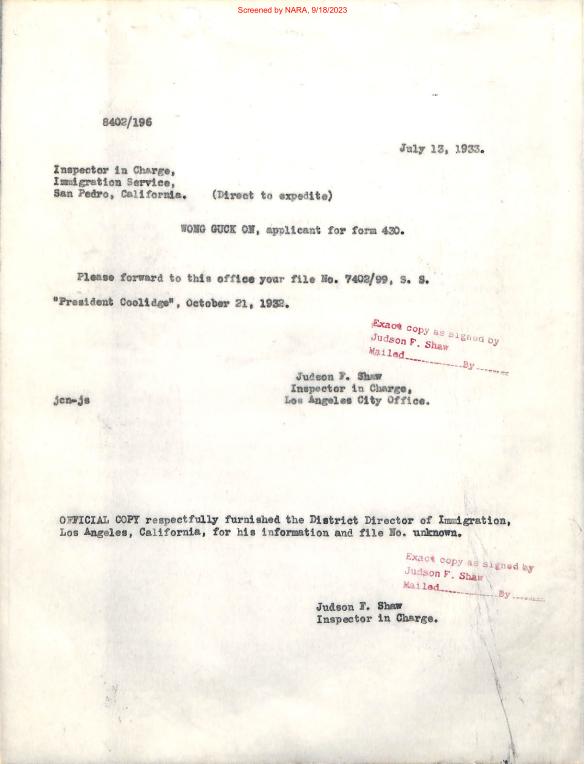 Screened by NARA, 9/18/2023
8402/196
July 13, 1933.
Inspector in Charge,
Immigration Service,
San Pedro, California. (Direct to expedite)
WONG GUCK ON, applicant for form 430.
Please forward to this office your file No. 7402/99, S. S.
"President Coolidge", October 21, 1932.
Exact copy as signed by
Judson F. Shaw
Mailed__________By______
Judson F. Shaw
Inspector in Charge,
Los Angeles City Office.
jcn-js
OFFICIAL COPY respectfully furnished the District Director of Immigration,
Los Angeles, California, for his information and file No. unknown.
Exact copy as signed by
Judson F. Shaw
Mailed__________By______
Judson F. Shaw
Inspector in Charge.